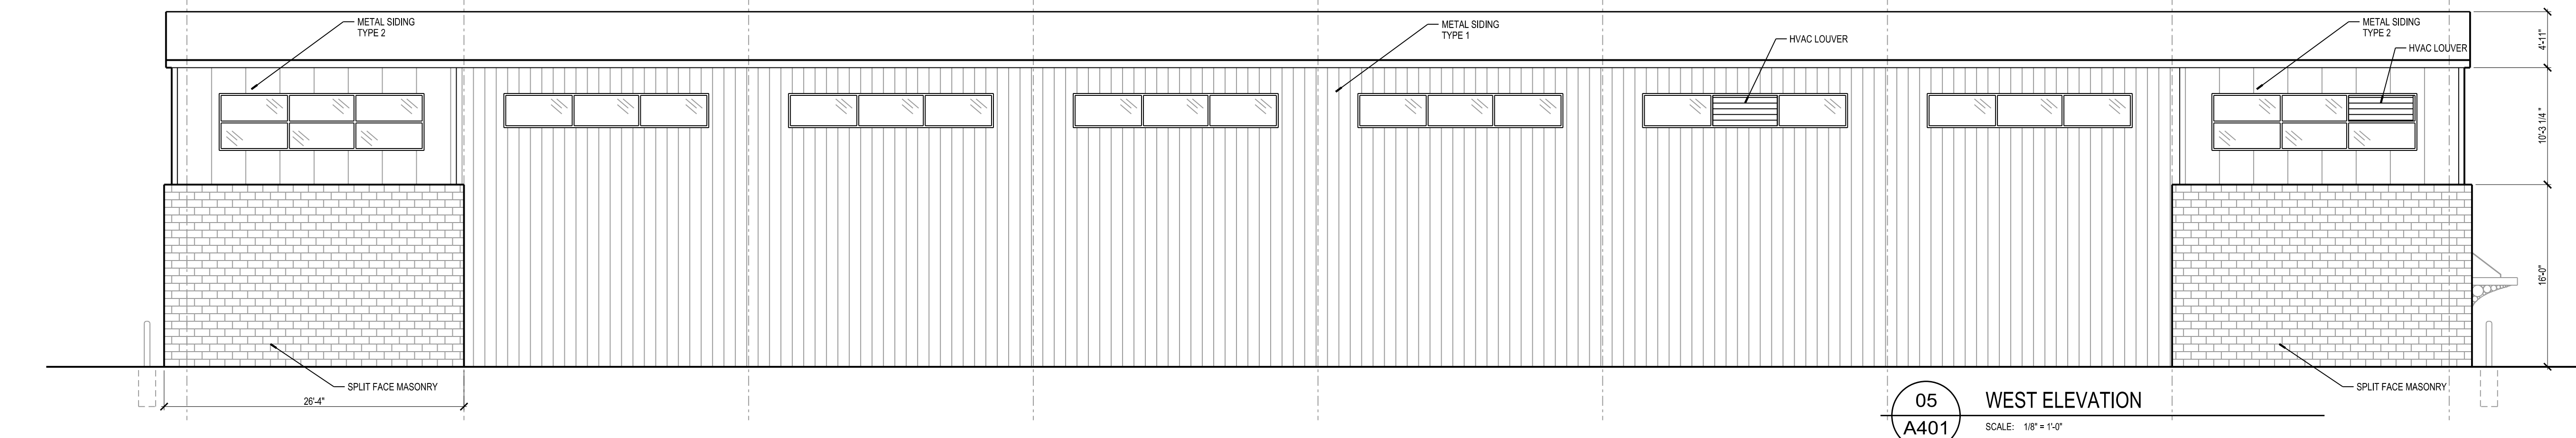 METAL SIDING
TYPE 2
METAL SIDING
TYPE 1
HVAC LOUVER
METAL SIDING
TYPE 2
HVAC LOUVER
4'-11"
10'-3 1/4"
16'-0"
SPLIT FACE MASONRY
26'-4"
SPLIT FACE MASONRY
05
A401
WEST ELEVATION
SCALE: 1/8" = 1'-0"